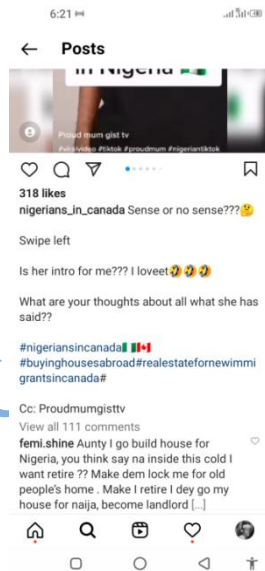 6:21
Posts
in Nigeria
Proud mum gist tv
#viralvideo #tiktok #proudmum #nigeriantiktok
318 likes
nigerians_in_canada Sense or no sense???🤔
Swipe left
Is her intro for me??? I loveet🤣🤣🤣
What are your thoughts about all what she has
said??
#nigeriansincanada🇳🇬🇨🇦
#buyinghousesabroad#realestatefornewimmi
grantsincanada#
Cc: Proudmumgisttv
View all 111 comments
femi.shine Aunty I go build house for
Nigeria, you think say na inside this cold I
want retire ?? Make dem lock me for old
people's home . Make I retire I dey go my
house for naija, become landlord [...]